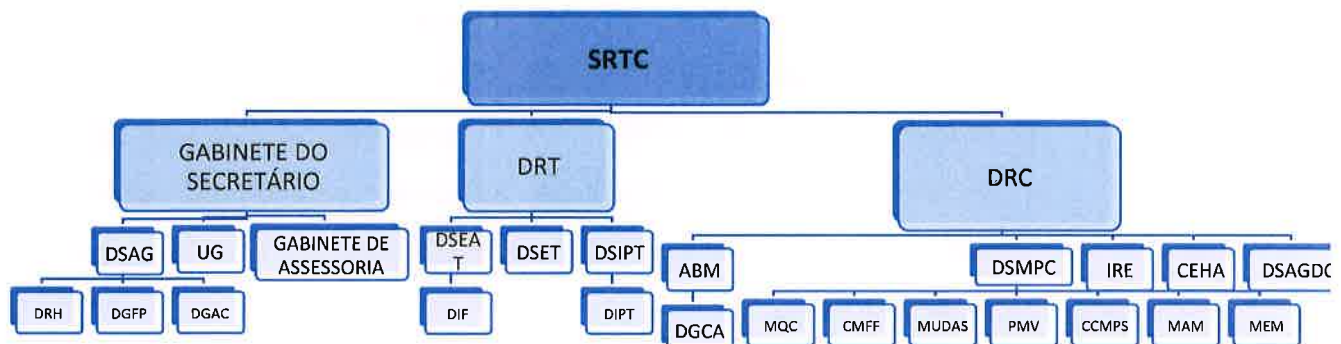 SRTC
GABINETE DO
SECRETÁRIO
DRT
DRC
DSAG
UG
GABINETE DE
ASSESSORIA
DSEA
T
DSET
DSIPT
ABM
DSMPC
IRE
CEHA
DSAGDC
DRH
DGFP
DGAC
DIF
DIPT
DGCA
MQC
CMFF
MUDAS
PMV
CCMPS
MAM
MEM